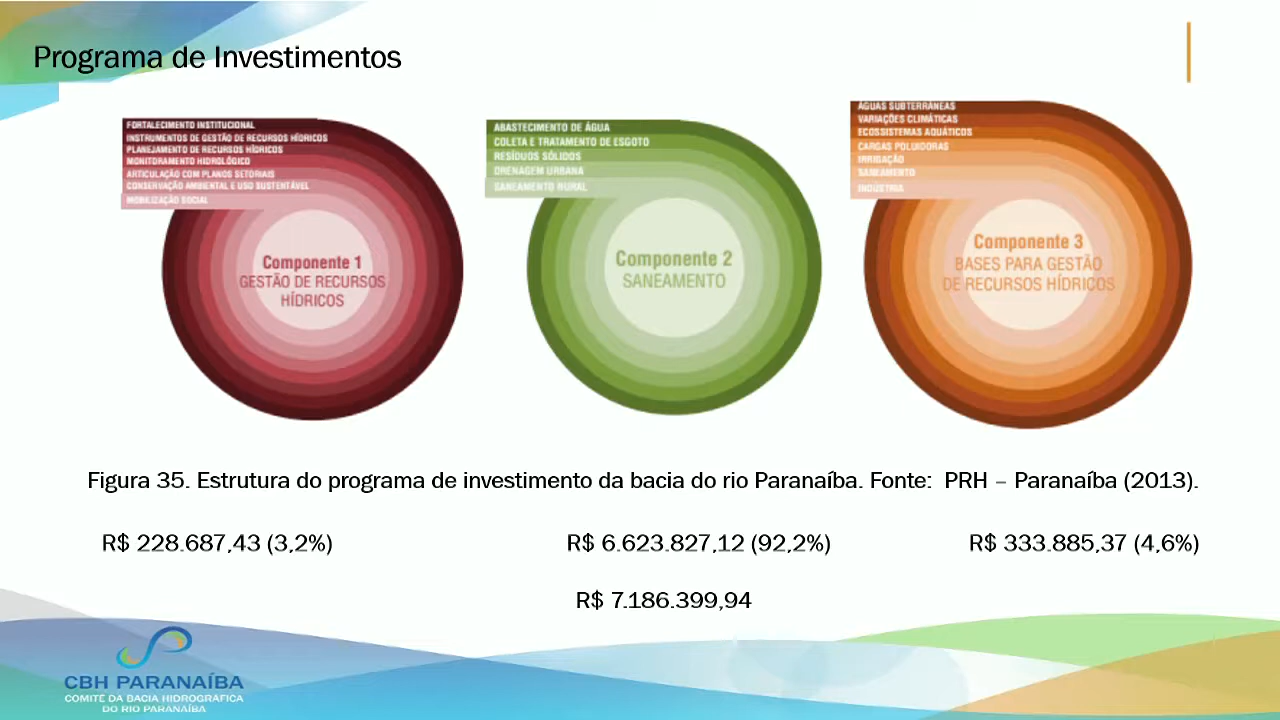 Programa de Investimentos
FORTALECIMENTO INSTITUCIONAL
INSTRUMENTOS DE GESTÃO DE RECURSOS HÍDRICOS
PLANEJAMENTO DE RECURSOS HÍDRICOS
MONITORAMENTO HIDROLÓGICO
ARTICULAÇÃO COM PLANOS SETORIAIS
CONSERVAÇÃO AMBIENTAL E USO SUSTENTÁVEL
MOBILIZAÇÃO SOCIAL
Componente 1
GESTÃO DE RECURSOS
HÍDRICOS
ABASTECIMENTO DE ÁGUA
COLETA E TRATAMENTO DE ESGOTO
RESÍDUOS SÓLIDOS
DRENAGEM URBANA
SANEAMENTO RURAL
Componente 2
SANEAMENTO
ÁGUAS SUBTERRÂNEAS
VARIAÇÕES CLIMÁTICAS
ECOSSISTEMAS AQUÁTICOS
CARGAS POLUIDORAS
IRRIGAÇÃO
SANEAMENTO
INDÚSTRIA
Componente 3
BASES PARA GESTÃO
DE RECURSOS HÍDRICOS
Figura 35. Estrutura do programa de investimento da bacia do rio Paranaíba. Fonte: PRH – Paranaíba (2013).
R$ 228.687,43 (3,2%)
R$ 6.623.827,12 (92,2%)
R$ 333.885,37 (4,6%)
R$ 7.186.399,94
CBH PARANAÍBA
COMITÊ DA BACIA HIDROGRÁFICA
DO RIO PARANAÍBA